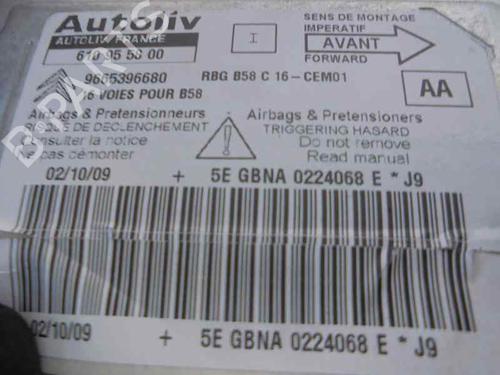 Autoliv
AUTOLIV FRANCE
610 95 53 00
I
SENS DE MONTAGE
IMPERATIF
AVANT
FORWARD
9665396680
RBG B58 C 16-CEM01
16 VOIES POUR B58
AA
Airbags & Pretensionneurs
RISQUE DE DECLENCHEMENT
Consulter la notice
Ne pas démonter
Airbags & Pretensioners
TRIGGERING HASARD
Do not remove
Read manual
02/10/09 + 5E GBNA 0224068 E * J9
02/10/09 + 5E GBNA 0224068 E * J9